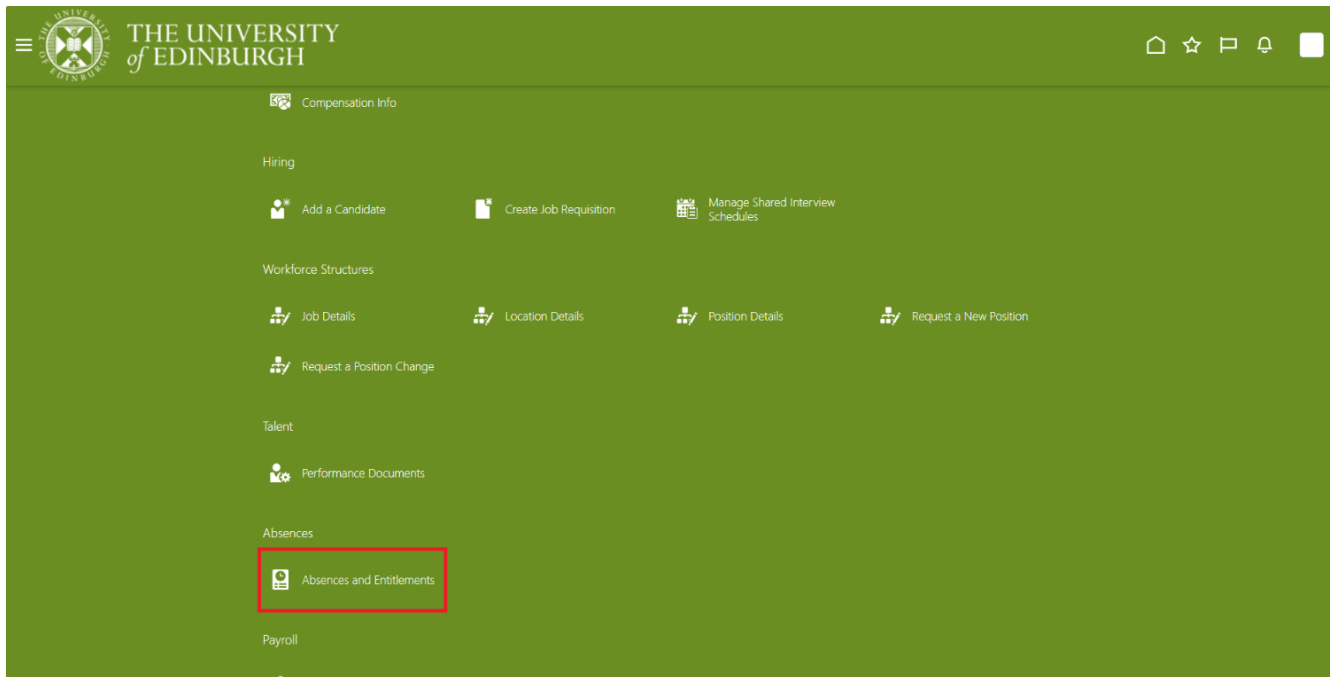 THE UNIVERSITY
of EDINBURGH
Compensation Info
Hiring
Add a Candidate
Create Job Requisition
Manage Shared Interview
Schedules
Workforce Structures
Job Details
Location Details
Position Details
Request a New Position
Request a Position Change
Talent
Performance Documents
Absences
Absences and Entitlements
Payroll